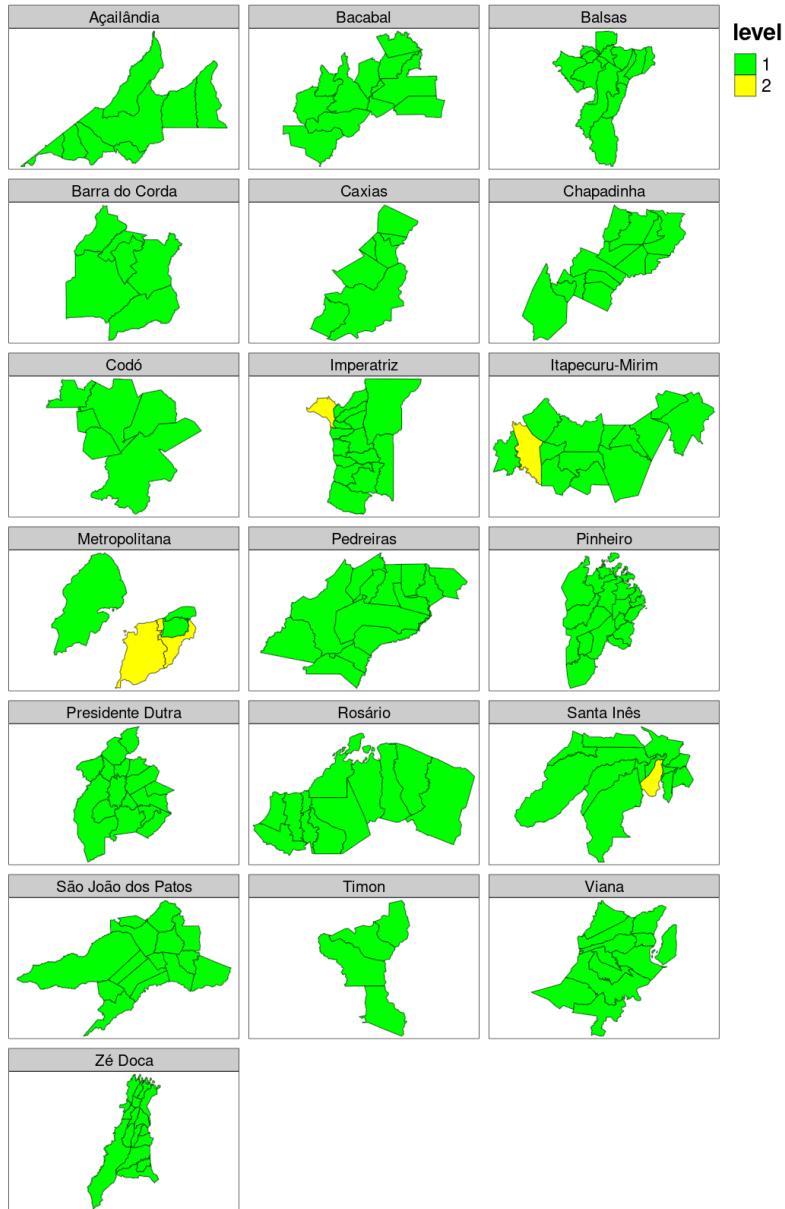 Açailândia
Bacabal
Balsas
level
1
2
Barra do Corda
Caxias
Chapadinha
Codó
Imperatriz
Itapecuru-Mirim
Metropolitana
Pedreiras
Pinheiro
Presidente Dutra
Rosário
Santa Inês
São João dos Patos
Timon
Viana
Zé Doca